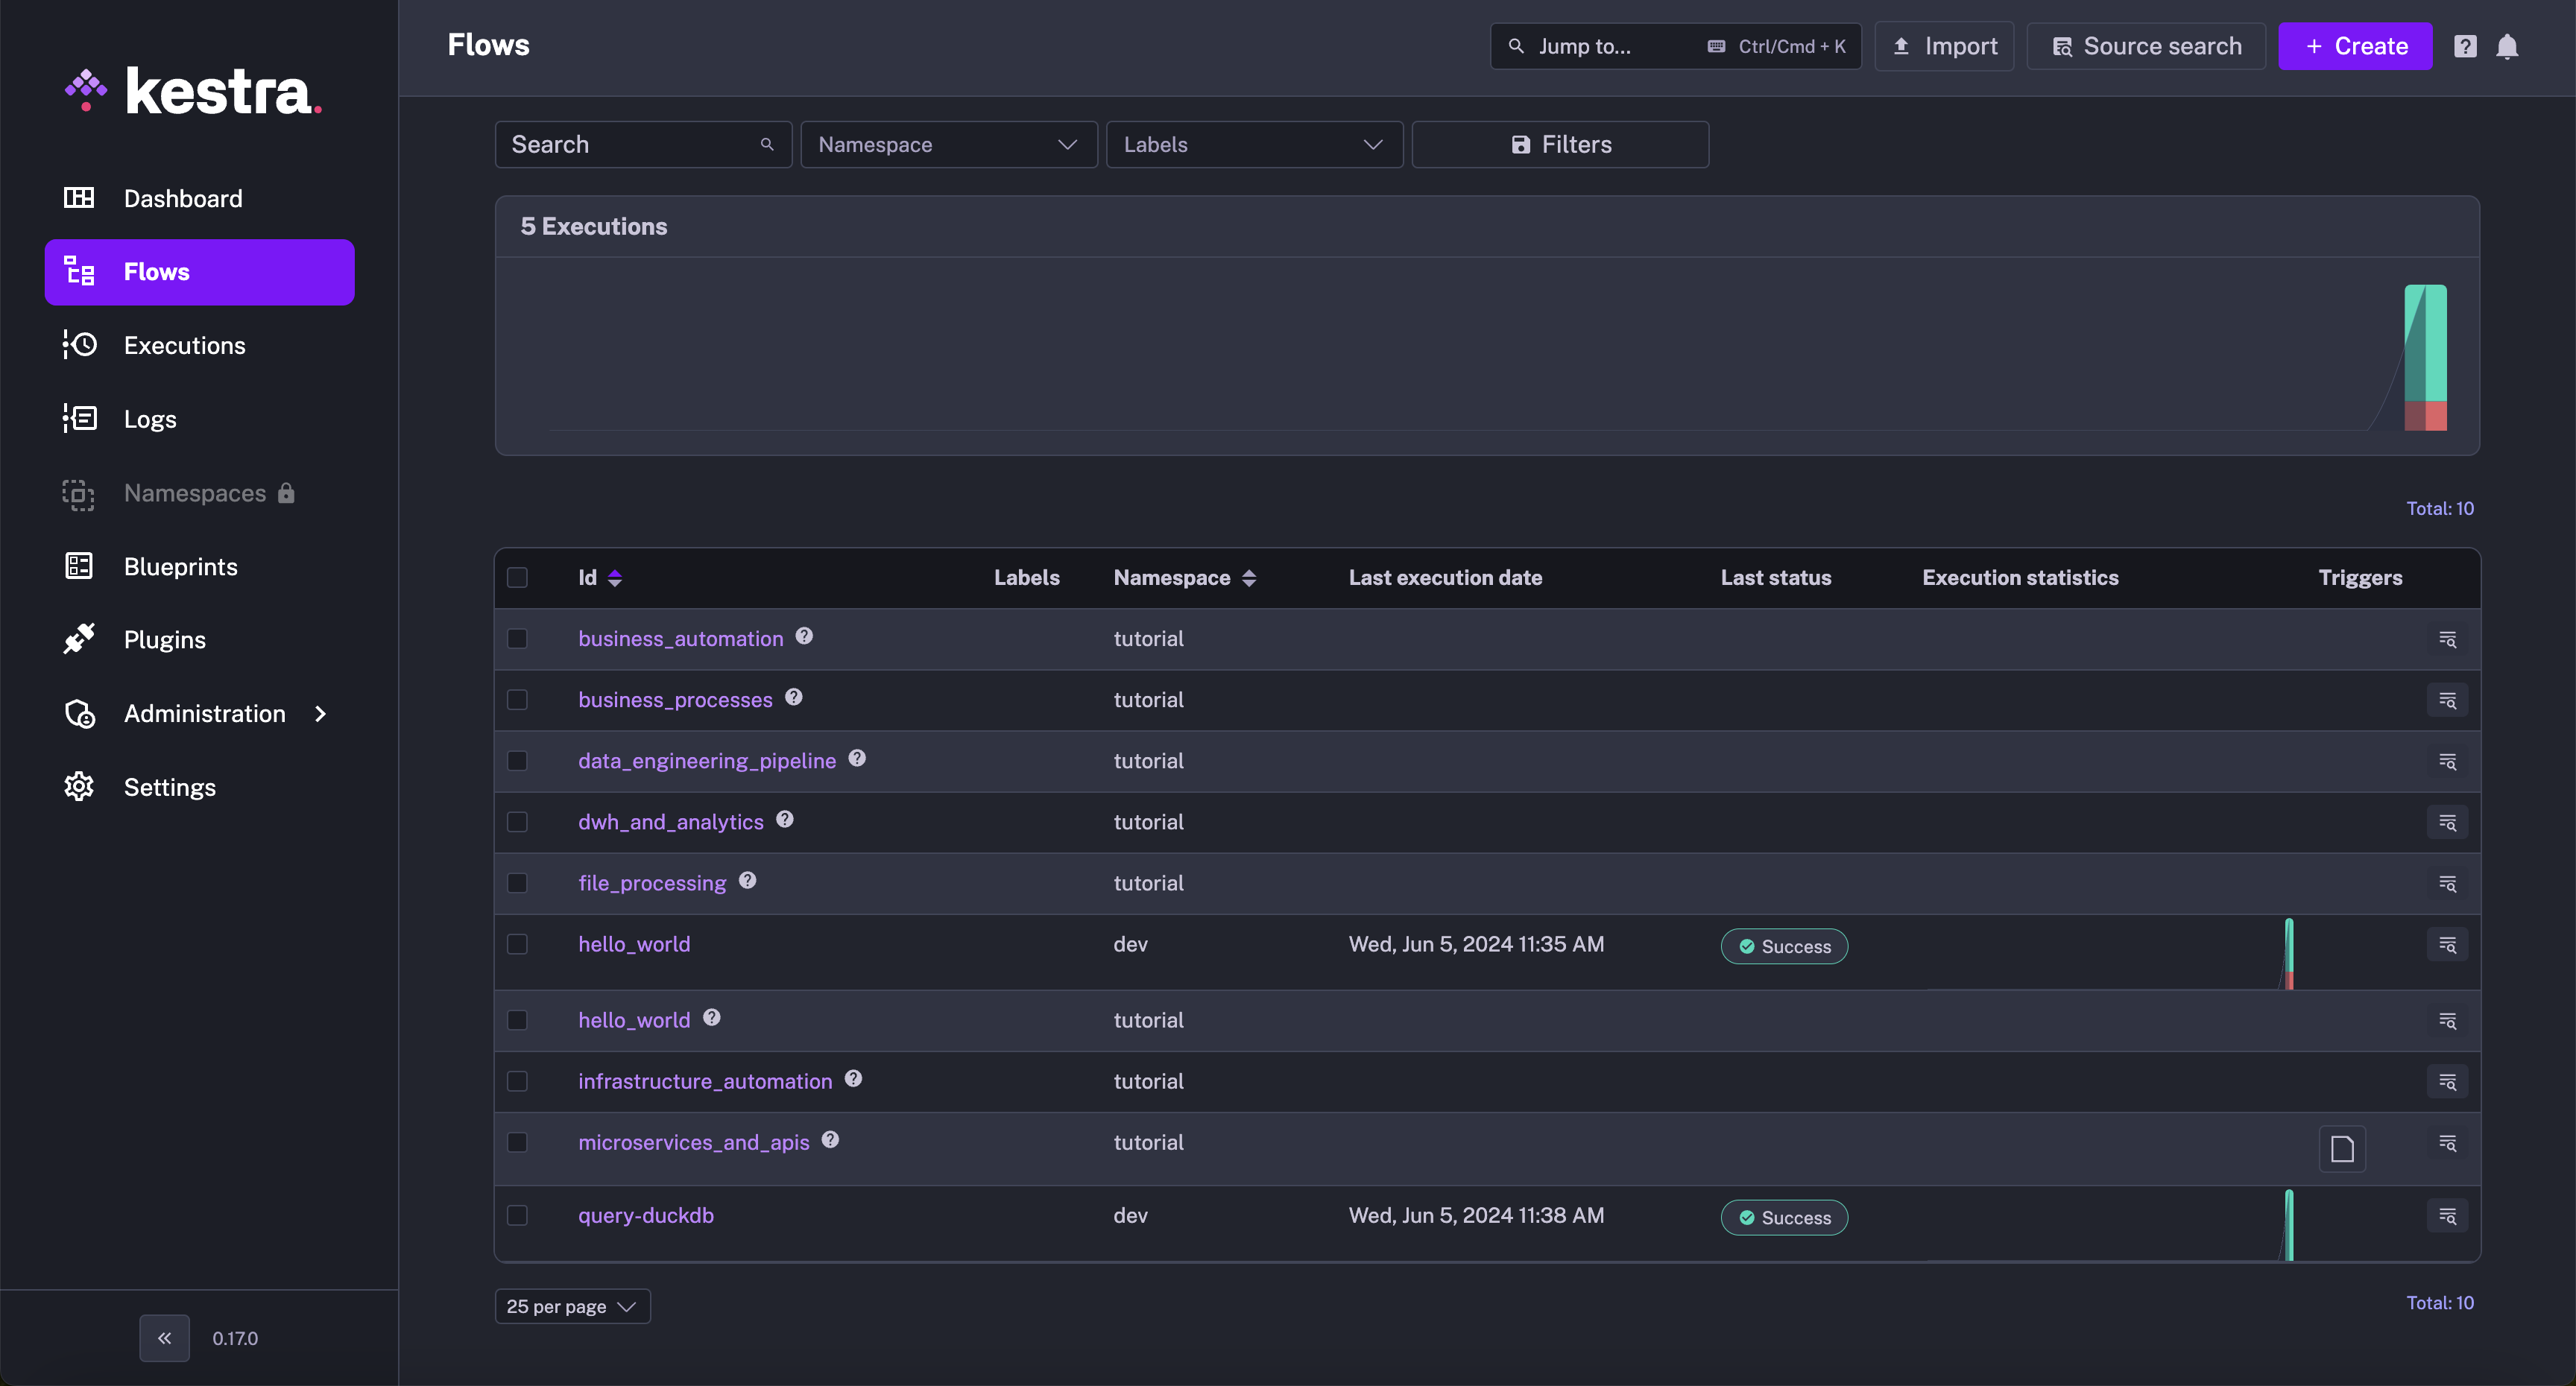 kestra.
Dashboard
Flows
Executions
Logs
Namespaces
Blueprints
Plugins
Administration
Settings
0.17.0
Flows
Jump to... Ctrl/Cmd + K
Import
Source search
+ Create
Search
Namespace
Labels
Filters
5 Executions
Total: 10
Id Labels Namespace Last execution date Last status Execution statistics Triggers
business_automation tutorial
business_processes tutorial
data_engineering_pipeline tutorial
dwh_and_analytics tutorial
file_processing tutorial
hello_world dev Wed, Jun 5, 2024 11:35 AM Success
hello_world tutorial
infrastructure_automation tutorial
microservices_and_apis tutorial
query-duckdb dev Wed, Jun 5, 2024 11:38 AM Success
25 per page
Total: 10